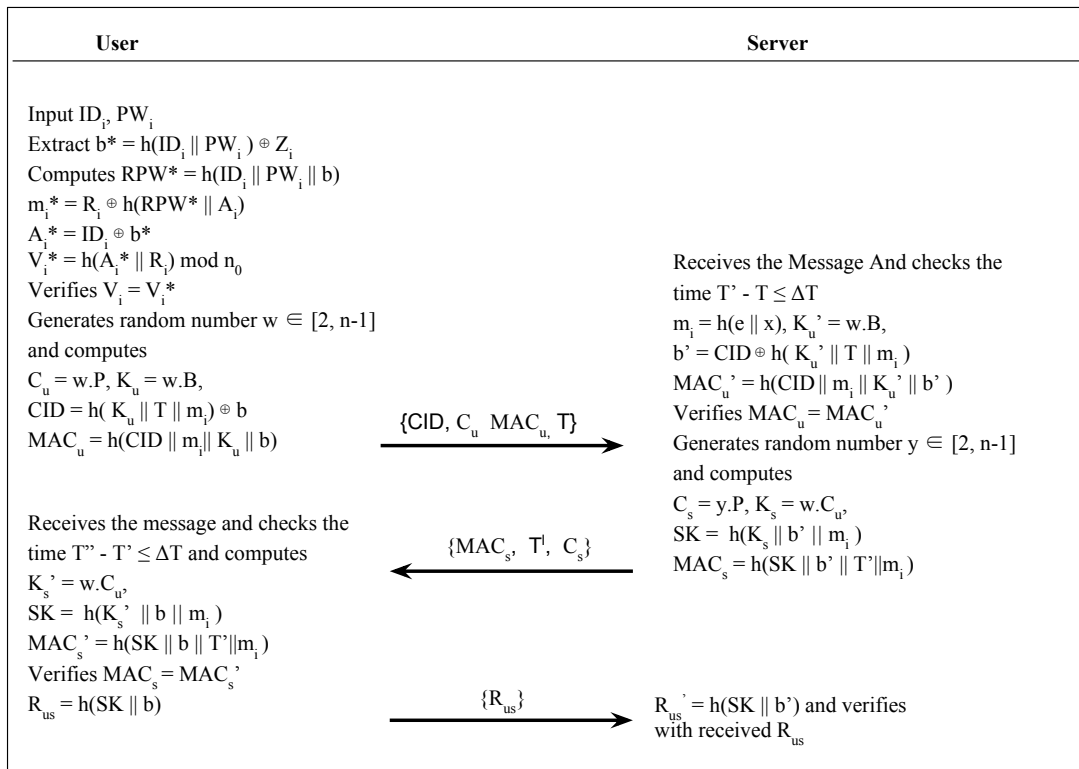 User
Server
Input ID_i, PW_i
Extract b* = h(ID_i || PW_i ) ⊕ Z_i
Computes RPW* = h(ID_i || PW_i || b)
m_i* = R_i ⊕ h(RPW* || A_i)
A_i* = ID_i ⊕ b*
V_i* = h(A_i* || R_i) mod n_0
Verifies V_i = V_i*
Generates random number w ∈ [2, n-1]
and computes
C_u = w.P, K_u = w.B,
CID = h( K_u || T || m_i) ⊕ b
MAC_u = h(CID || m_i|| K_u || b)
{CID, C_u MAC_u, T}
Receives the Message And checks the
time T' - T ≤ ΔT
m_i = h(e || x), K_u' = w.B,
b' = CID ⊕ h( K_u' || T || m_i )
MAC_u' = h(CID || m_i || K_u' || b' )
Verifies MAC_u = MAC_u'
Generates random number y ∈ [2, n-1]
and computes
C_s = y.P, K_s = w.C_u,
SK = h(K_s || b' || m_i )
MAC_s = h(SK || b' || T'||m_i )
{MAC_s, T^|, C_s}
Receives the message and checks the
time T'' - T' ≤ ΔT and computes
K_s' = w.C_u,
SK = h(K_s' || b || m_i )
MAC_s' = h(SK || b || T'||m_i)
Verifies MAC_s = MAC_s'
R_us = h(SK || b)
{R_us}
R_us' = h(SK || b') and verifies
with received R_us